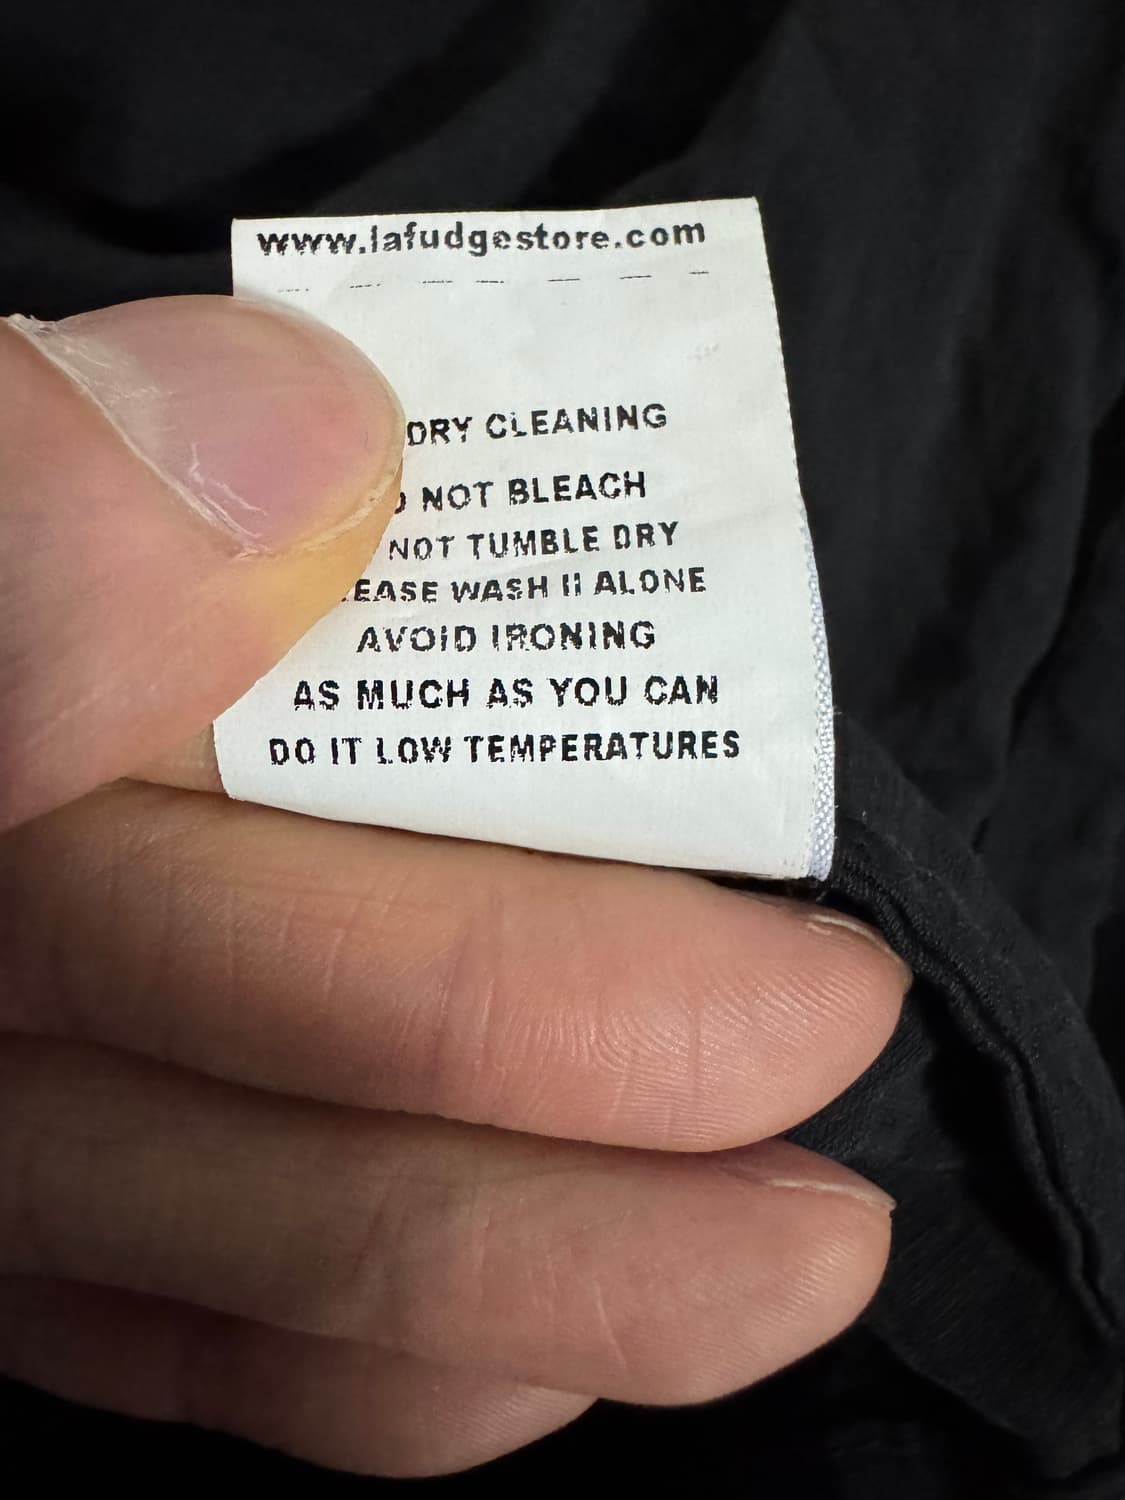 www.lafudgestore.com
DRY CLEANING
NOT BLEACH
NOT TUMBLE DRY
WASH ALONE
AVOID IRONING
AS MUCH AS YOU CAN
DO IT LOW TEMPERATURES